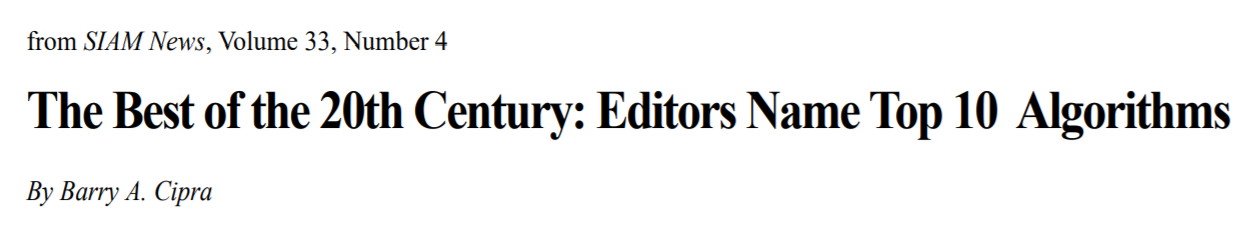 from SIAM News, Volume 33, Number 4
The Best of the 20th Century: Editors Name Top 10 Algorithms
By Barry A. Cipra